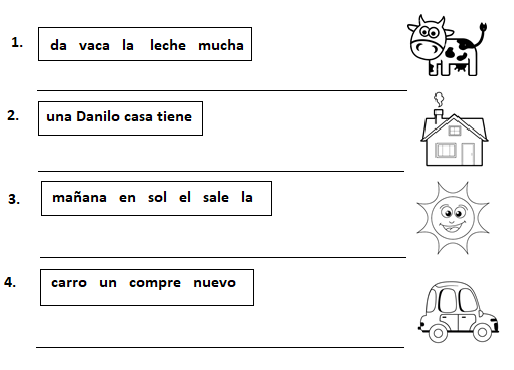 1. da vaca la leche mucha
2. una Danilo casa tiene
3. mañana en sol el sale la
4. carro un compre nuevo